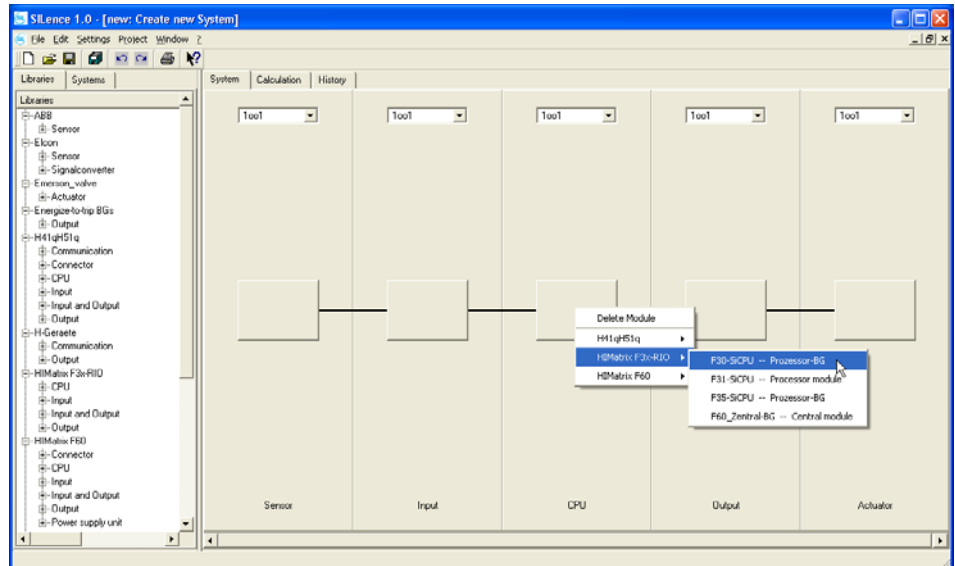 SILence 1.0 - [new: Create new System]
File Edit Settings Project Window ?
Libraries Systems
System Calculation History
Libraries
ABB
Sensor
Elcon
Sensor
Signalconverter
Emerson_valve
Actuator
Energize-to-trip BGs
Output
H41qH51q
Communication
Connector
CPU
Input
Input and Output
Output
H-Geraete
Communication
Output
HIMatrix F3x-RIO
CPU
Input
Input and Output
Output
HIMatrix F60
Connector
CPU
Input
Input and Output
Output
Power supply unit
1oo1 1oo1 1oo1 1oo1 1oo1
Delete Module
H41qH51q
HIMatrix F3x-RIO
HIMatrix F60
F30-SiCPU -- Prozessor-BG
F31-SiCPU -- Processor module
F35-SiCPU -- Prozessor-BG
F60_Zentral-BG -- Central module
Sensor Input CPU Output Actuator